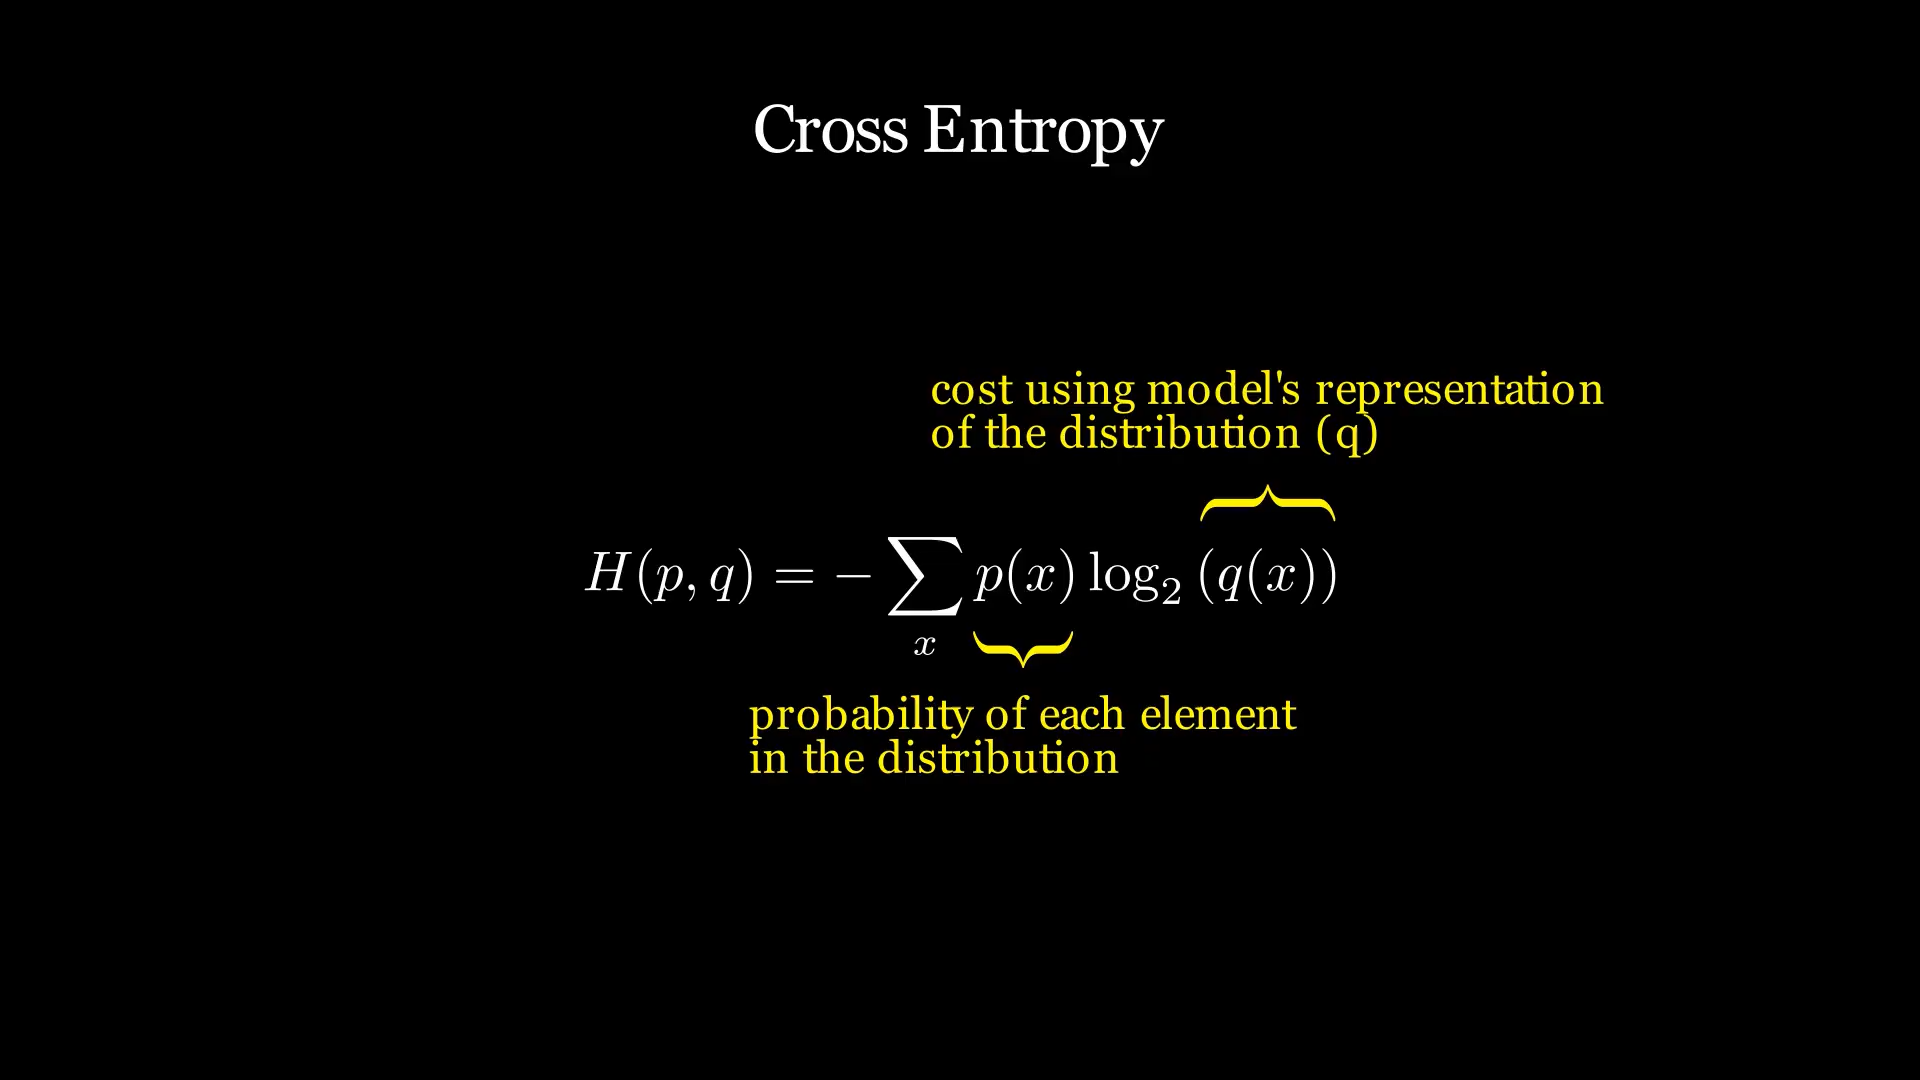 Cross Entropy
cost using model's representation
of the distribution (q)
H(p, q) = − ∑ₓ p(x) log₂ (q(x))
probability of each element
in the distribution